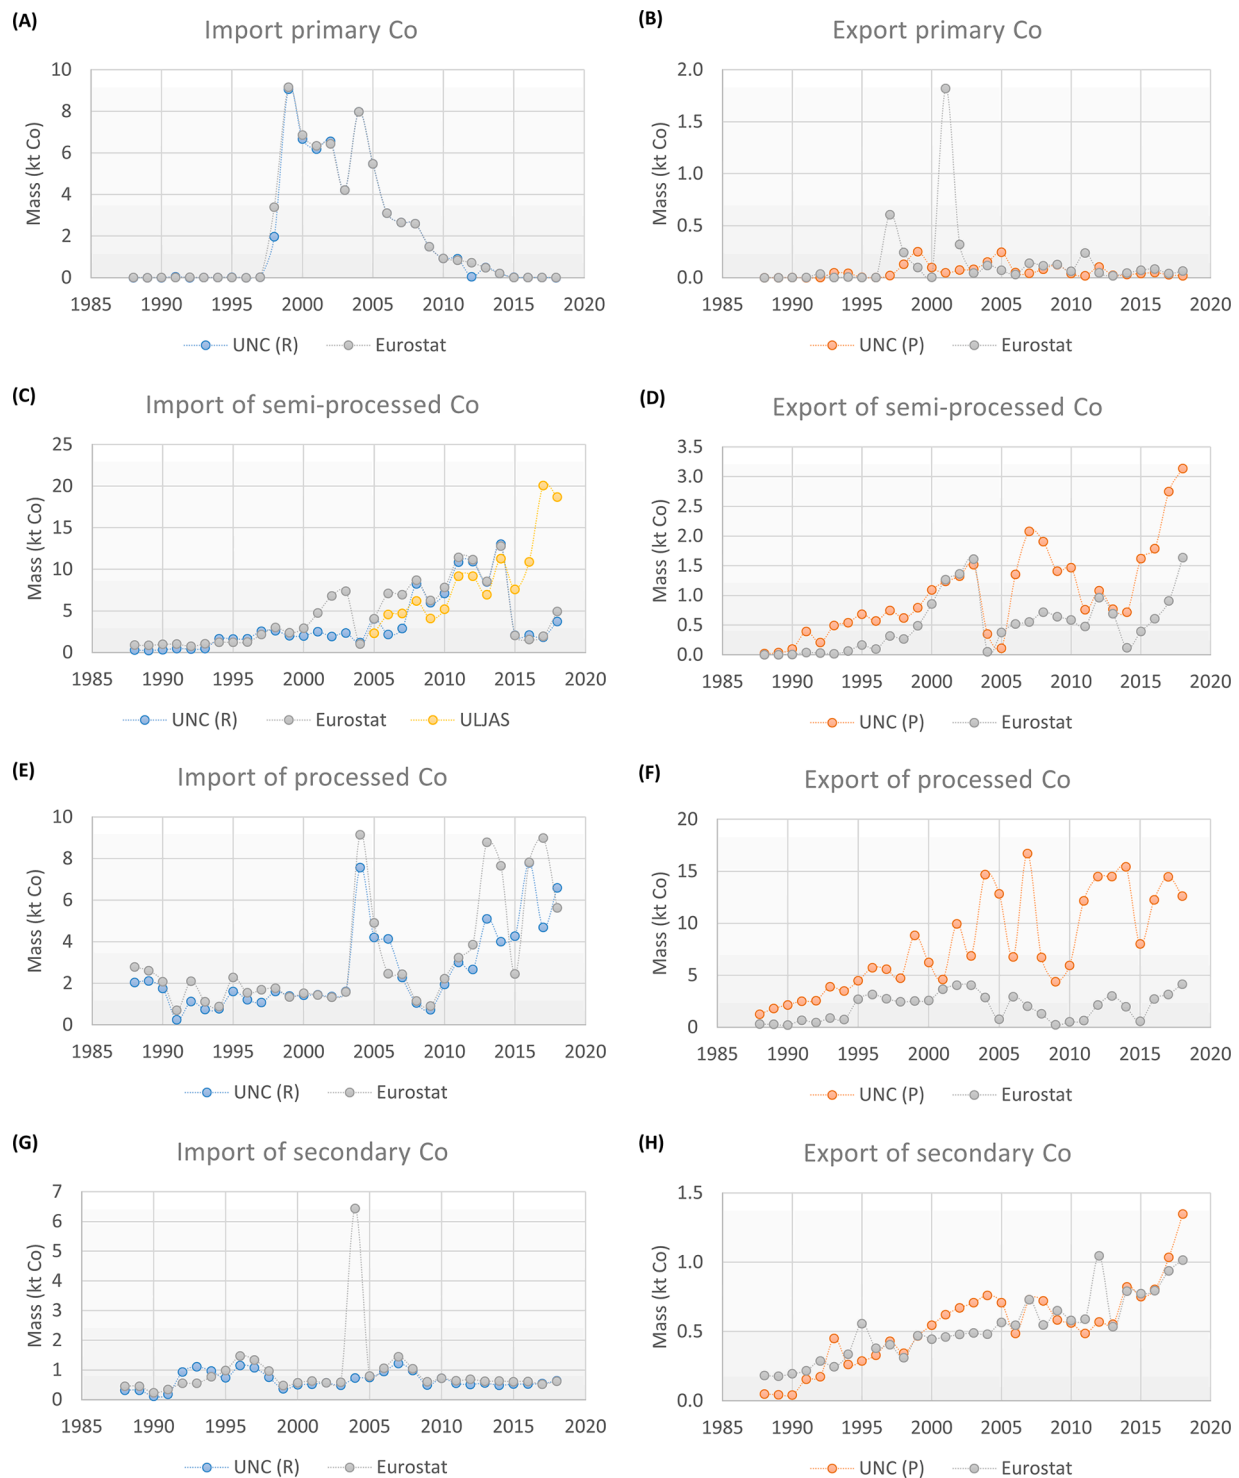 (A)
Import primary Co
Mass (kt Co)
10
8
6
4
2
0
1985 1990 1995 2000 2005 2010 2015 2020
UNC (R) Eurostat
(B)
Export primary Co
Mass (kt Co)
2.0
1.5
1.0
0.5
0.0
1985 1990 1995 2000 2005 2010 2015 2020
UNC (P) Eurostat
(C)
Import of semi-processed Co
Mass (kt Co)
25
20
15
10
5
0
1985 1990 1995 2000 2005 2010 2015 2020
UNC (R) Eurostat ULJAS
(D)
Export of semi-processed Co
Mass (kt Co)
3.5
3.0
2.5
2.0
1.5
1.0
0.5
0.0
1985 1990 1995 2000 2005 2010 2015 2020
UNC (P) Eurostat
(E)
Import of processed Co
Mass (kt Co)
10
8
6
4
2
0
1985 1990 1995 2000 2005 2010 2015 2020
UNC (R) Eurostat
(F)
Export of processed Co
Mass (kt Co)
20
15
10
5
0
1985 1990 1995 2000 2005 2010 2015 2020
UNC (P) Eurostat
(G)
Import of secondary Co
Mass (kt Co)
7
6
5
4
3
2
1
0
1985 1990 1995 2000 2005 2010 2015 2020
UNC (R) Eurostat
(H)
Export of secondary Co
Mass (kt Co)
1.5
1.0
0.5
0.0
1985 1990 1995 2000 2005 2010 2015 2020
UNC (P) Eurostat